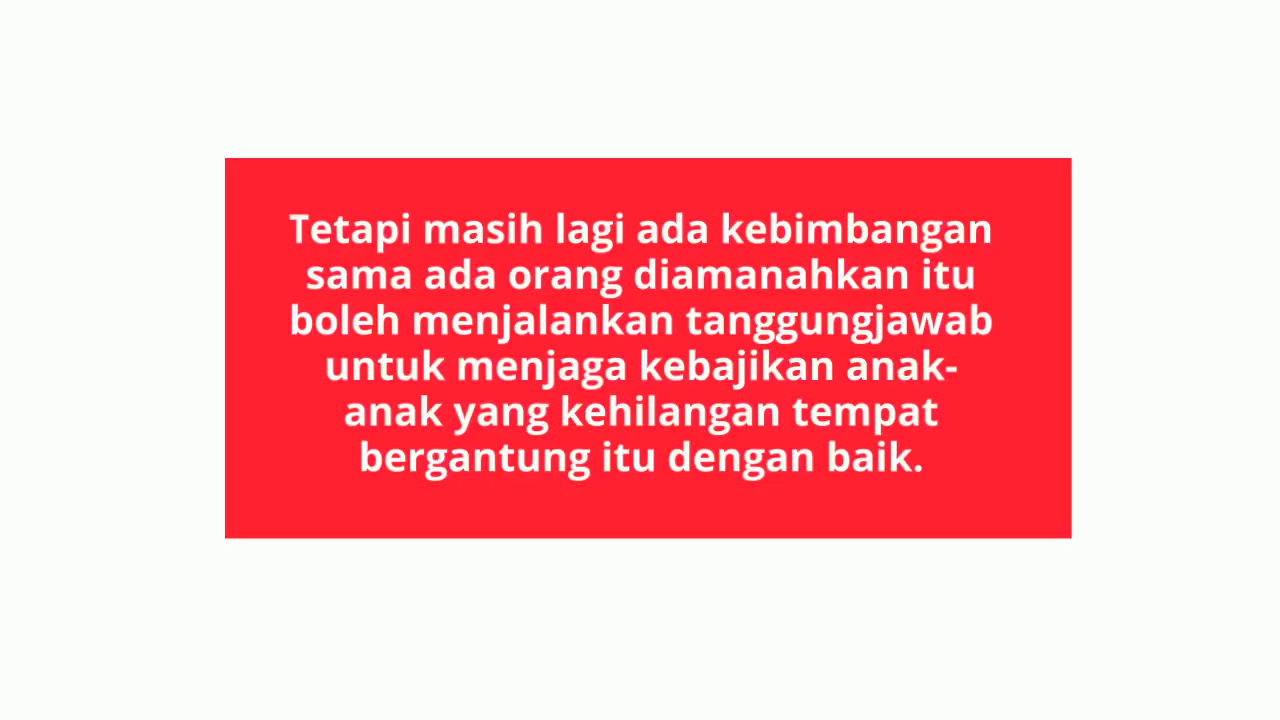 Tetapi masih lagi ada kebimbangan
sama ada orang diamanahkan itu
boleh menjalankan tanggungjawab
untuk menjaga kebajikan anak-
anak yang kehilangan tempat
bergantung itu dengan baik.